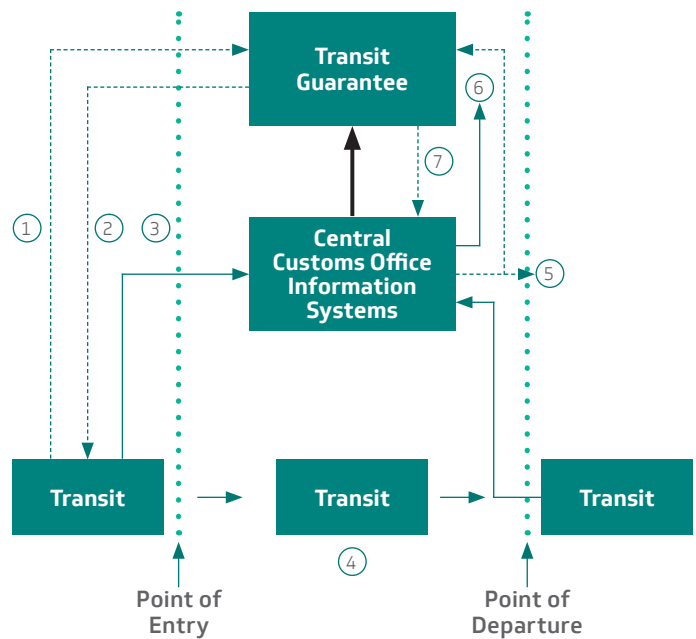 Transit
Guarantee
6
7
1
2
3
Central
Customs Office
Information
Systems
5
Transit
Transit
Transit
4
Point of
Entry
Point of
Departure